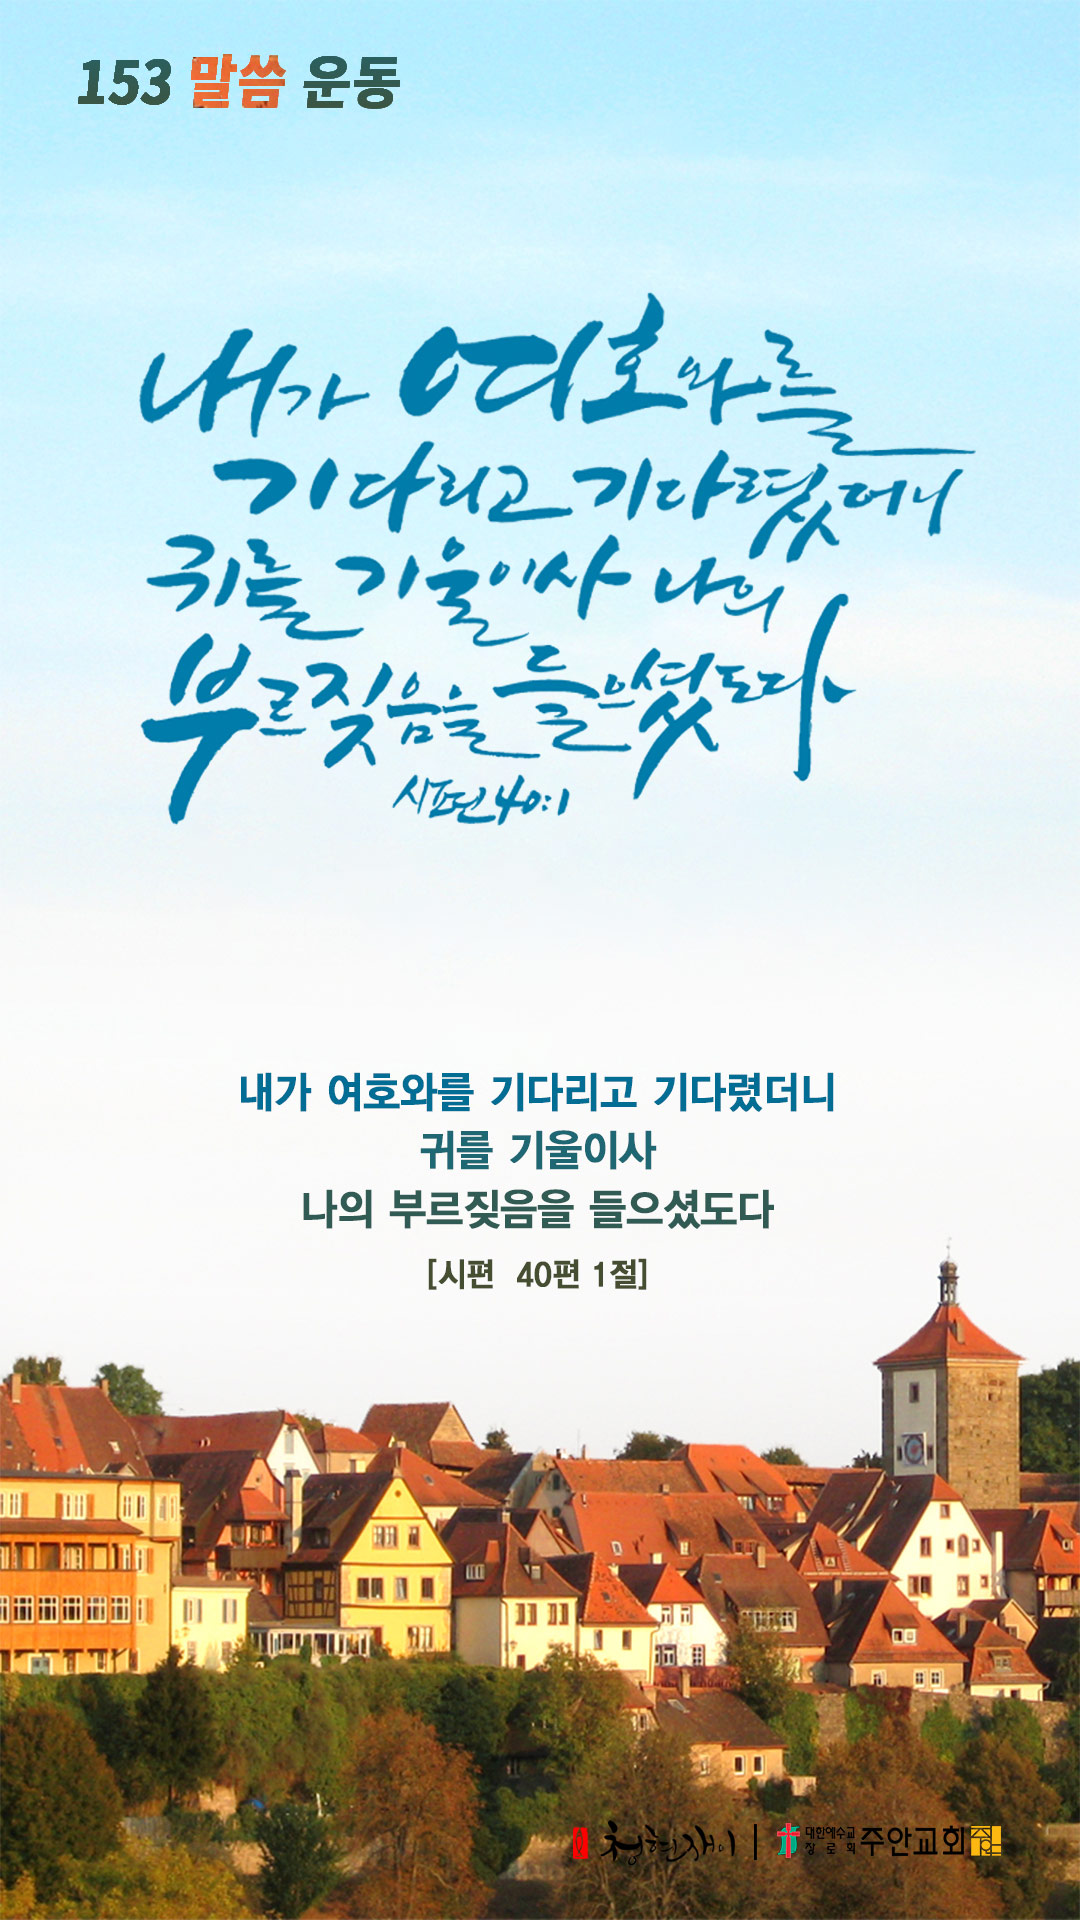 153 말씀 운동
내가 여호와를
기다리고 기다렸더니
귀를 기울이사 나의
부르짖음을 들으셨도다
시편 40:1
내가 여호와를 기다리고 기다렸더니
귀를 기울이사
나의 부르짖음을 들으셨도다
[시편 40편 1절]
청현재이 | 대한예수교 장로회 주안교회